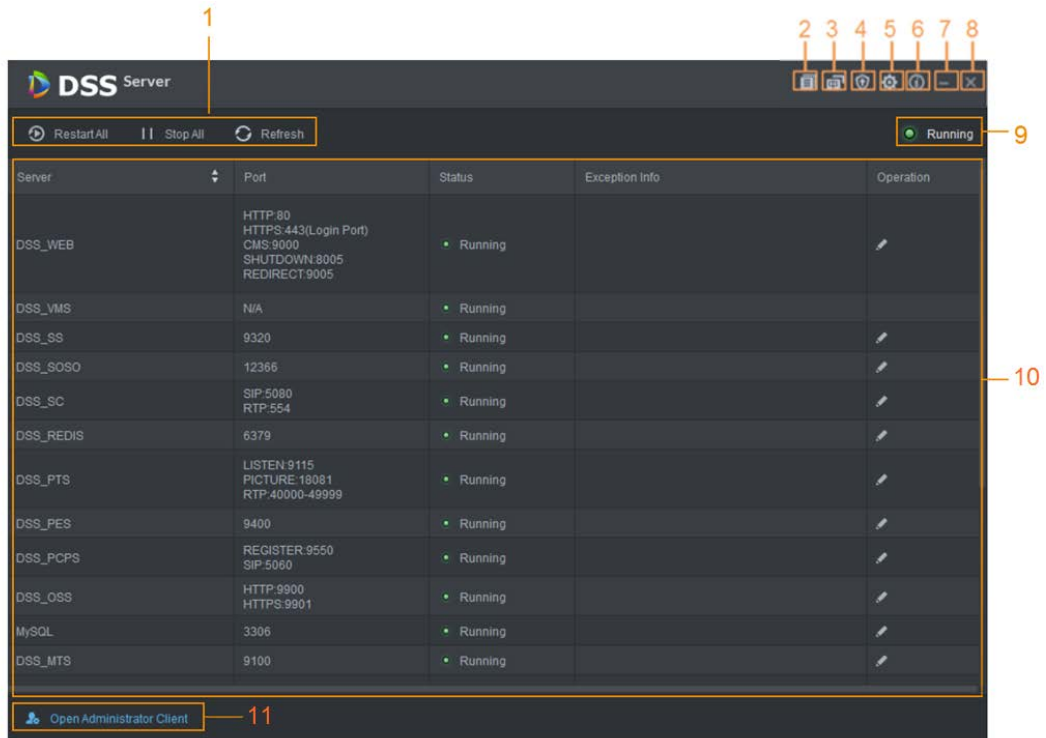 1
2 3 4 5 6 7 8
DSS Server
Restart All Stop All Refresh
Running 9
Server Port Status Exception Info Operation
HTTP:80
HTTPS:443(Login Port)
DSS_WEB CMS:9000 Running
SHUTDOWN:8005
REDIRECT:9005
DSS_VMS N/A Running
DSS_SS 9320 Running
DSS_SOSO 12366 Running
10
DSS_SC SIP:5080 Running
RTP:554
DSS_REDIS 6379 Running
LISTEN:9115
DSS_PTS PICTURE:18081 Running
RTP:40000-49999
DSS_PES 9400 Running
DSS_PCPS REGISTER:9550 Running
SIP:5060
DSS_OSS HTTP:9900 Running
HTTPS:9901
MySQL 3306 Running
DSS_MTS 9100 Running
Open Administrator Client 11